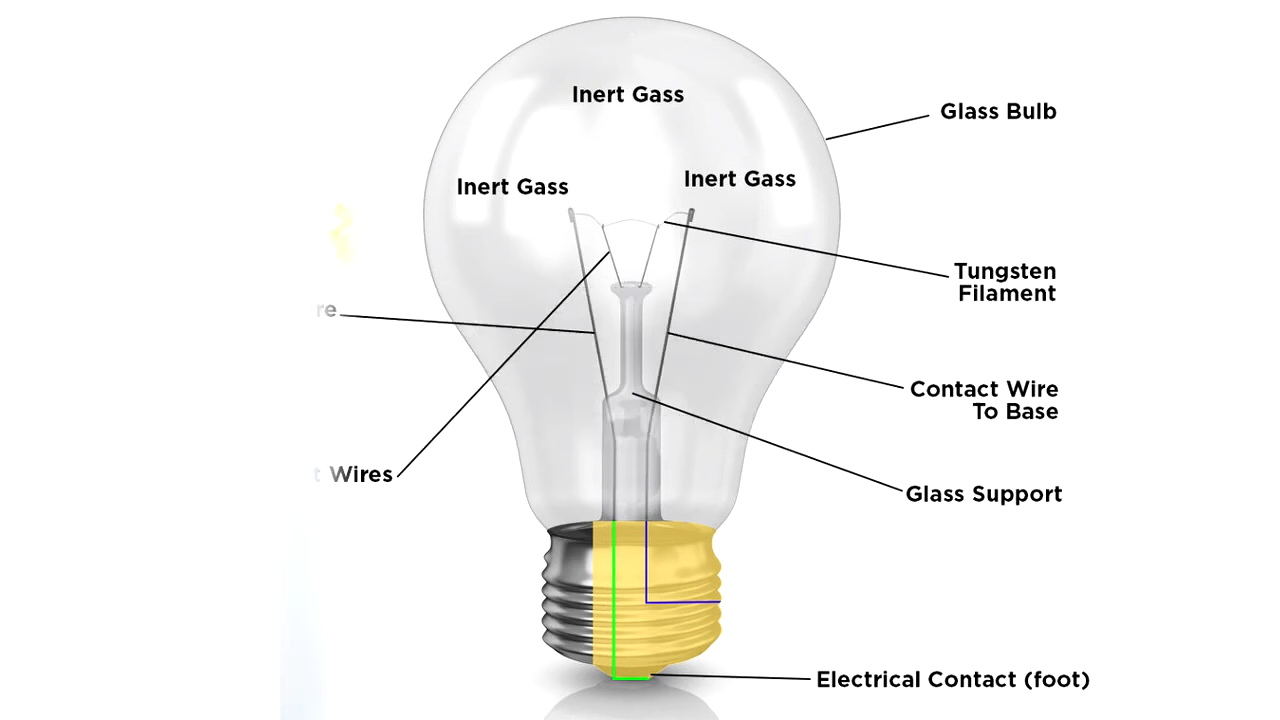 Inert Gass
Glass Bulb
Inert Gass
Inert Gass
Tungsten
Filament
re
Contact Wire
To Base
t Wires
Glass Support
Electrical Contact (foot)